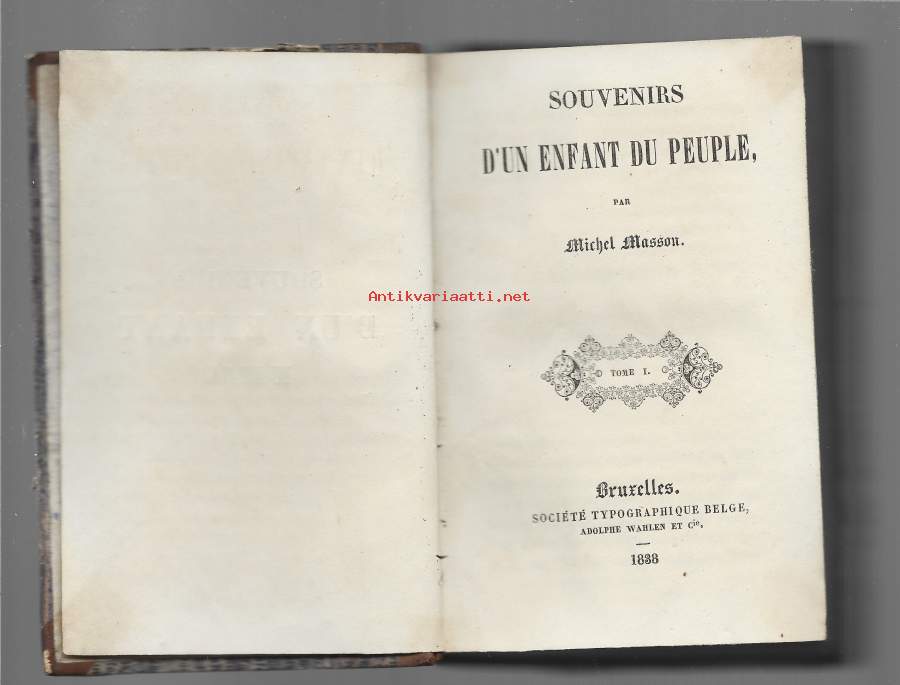 SOUVENIRS
D'UN ENFANT DU PEUPLE,
PAR
Michel Masson.
Antikvariaatti.net
TOME I.
Bruxelles.
SOCIÉTÉ TYPOGRAPHIQUE BELGE,
ADOLPHE WAHLEN ET Cie.
1838